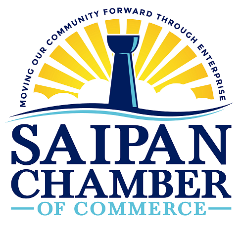 MOVING OUR COMMUNITY FORWARD THROUGH ENTERPRISE
SAIPAN
CHAMBER
OF COMMERCE